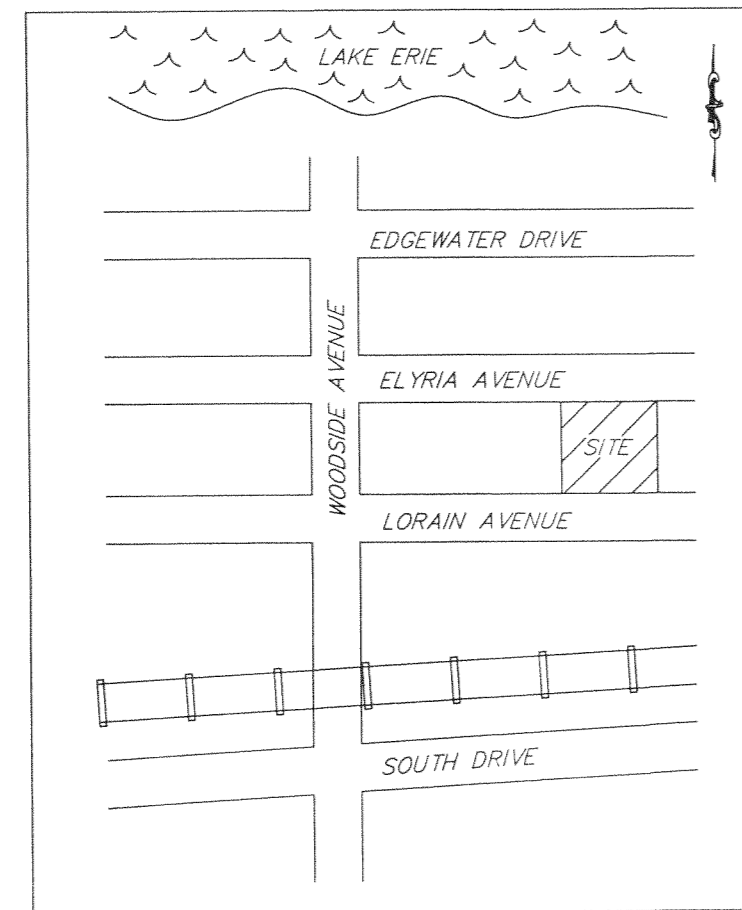 LAKE ERIE
EDGEWATER DRIVE
WOODSIDE AVENUE
ELYRIA AVENUE
SITE
LORAIN AVENUE
SOUTH DRIVE